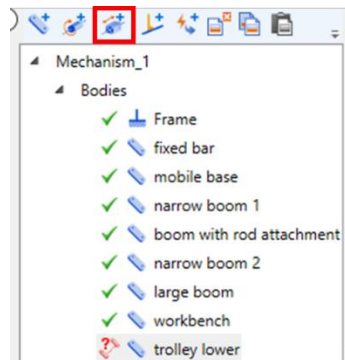 Mechanism_1
Bodies
Frame
fixed bar
mobile base
narrow boom 1
boom with rod attachment
narrow boom 2
large boom
workbench
trolley lower